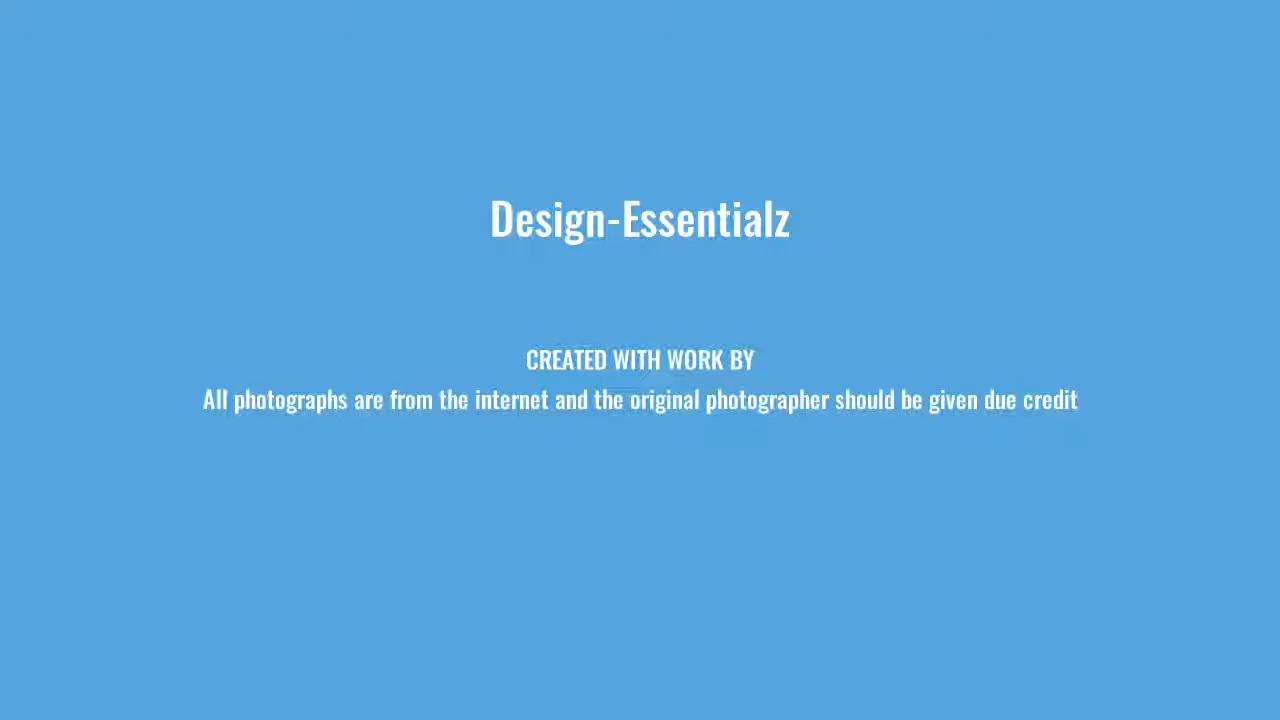 Design-Essentialz
CREATED WITH WORK BY
All photographs are from the internet and the original photographer should be given due credit